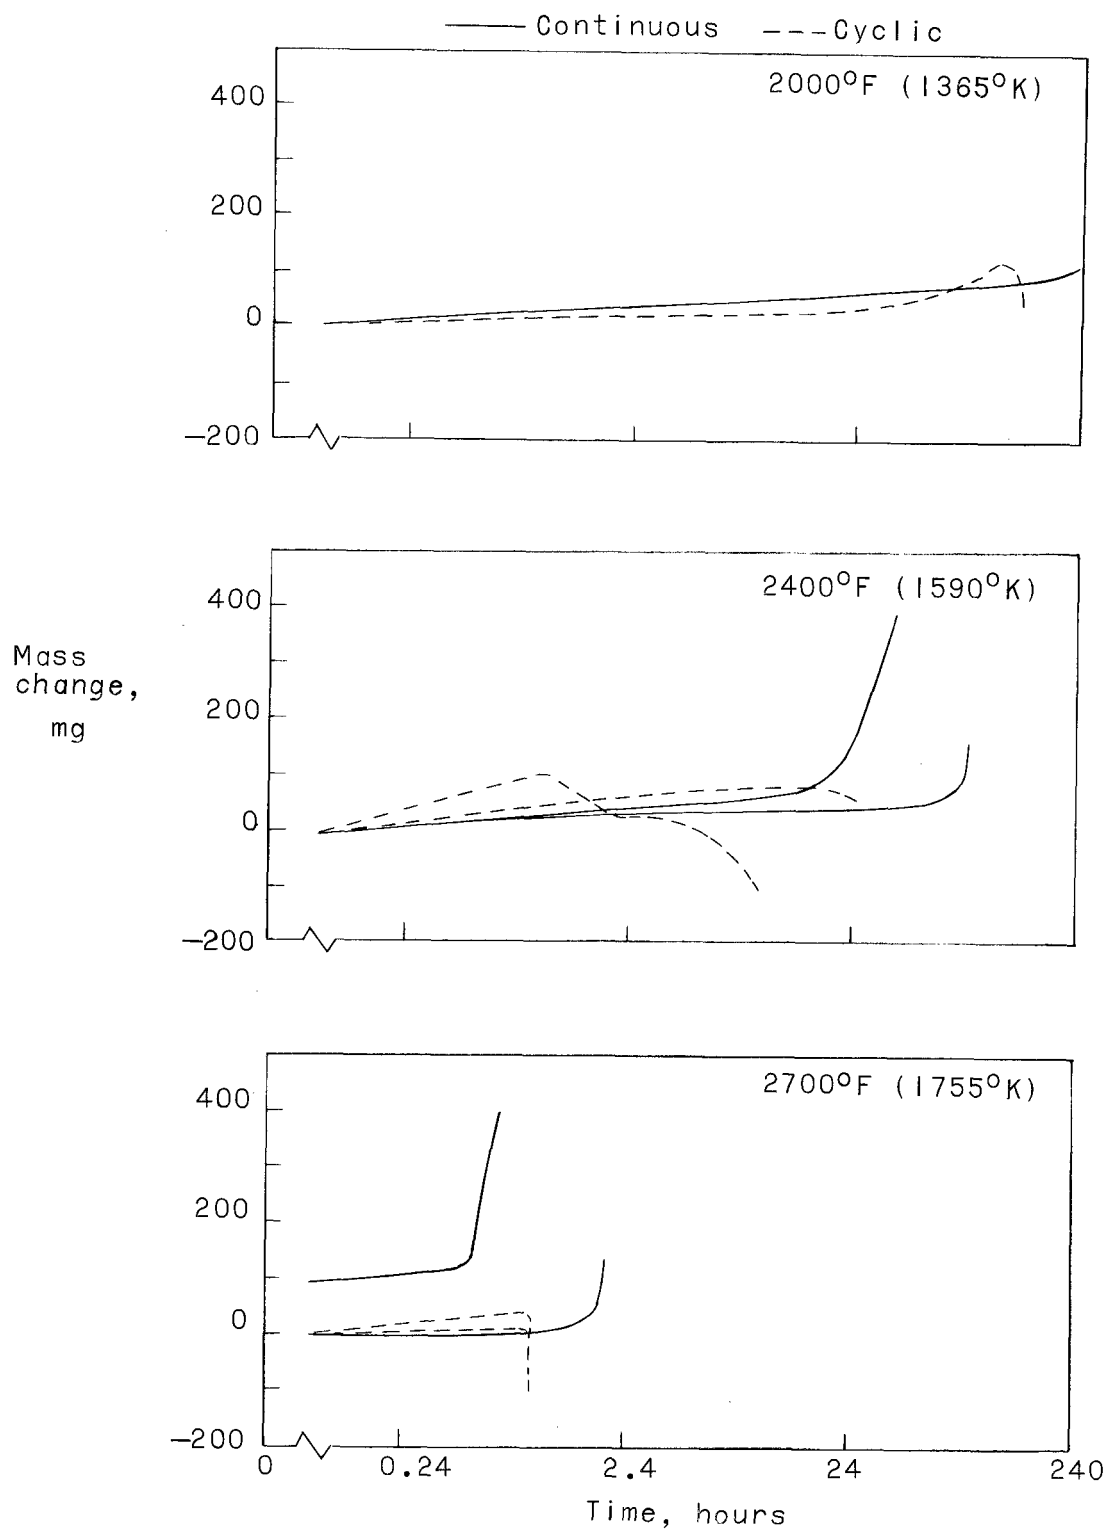 Continuous Cyclic
2000°F (1365°K)
400
200
0
−200
2400°F (1590°K)
400
200
0
−200
Mass
change,
mg
2700°F (1755°K)
400
200
0
−200
0 0.24 2.4 24 240
Time, hours